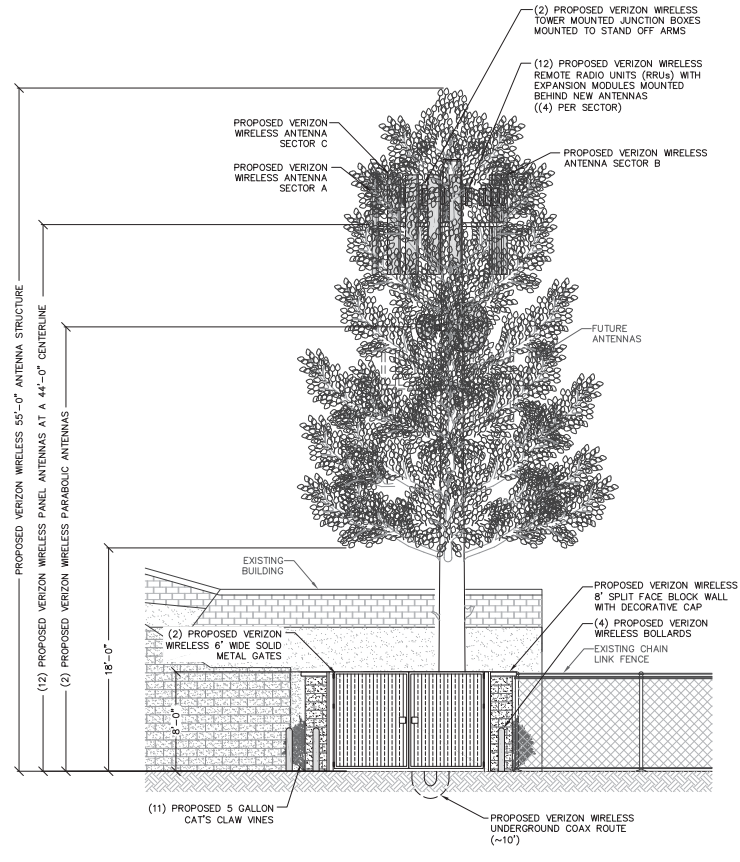 (2) PROPOSED VERIZON WIRELESS
TOWER MOUNTED JUNCTION BOXES
MOUNTED TO STAND OFF ARMS
(12) PROPOSED VERIZON WIRELESS
REMOTE RADIO UNITS (RRUs) WITH
EXPANSION MODULES MOUNTED
BEHIND NEW ANTENNAS
((4) PER SECTOR)
PROPOSED VERIZON
WIRELESS ANTENNA
SECTOR C
PROPOSED VERIZON
WIRELESS ANTENNA
SECTOR A
PROPOSED VERIZON WIRELESS
ANTENNA SECTOR B
PROPOSED VERIZON WIRELESS 55'-0" ANTENNA STRUCTURE
(12) PROPOSED VERIZON WIRELESS PANEL ANTENNAS AT A 44'-0" CENTERLINE
(2) PROPOSED VERIZON WIRELESS PARABOLIC ANTENNAS
FUTURE
ANTENNAS
18'-0"
EXISTING
BUILDING
(2) PROPOSED VERIZON
WIRELESS 6' WIDE SOLID
METAL GATES
8'-0"
PROPOSED VERIZON WIRELESS
8' SPLIT FACE BLOCK WALL
WITH DECORATIVE CAP
(4) PROPOSED VERIZON
WIRELESS BOLLARDS
EXISTING CHAIN
LINK FENCE
(11) PROPOSED 5 GALLON
CAT'S CLAW VINES
PROPOSED VERIZON WIRELESS
UNDERGROUND COAX ROUTE
(~10')